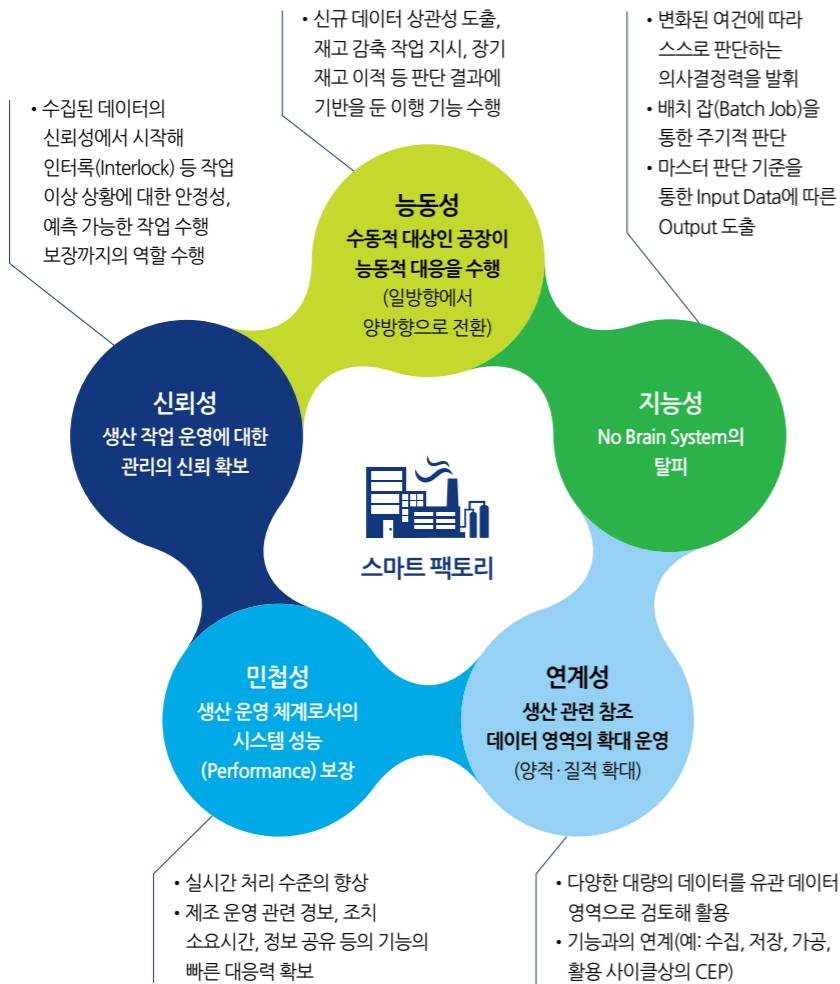 • 신규 데이터 상관성 도출,
재고 감축 작업 지시, 장기
재고 이적 등 판단 결과에
기반을 둔 이행 기능 수행
• 변화된 여건에 따라
스스로 판단하는
의사결정력을 발휘
• 배치 잡(Batch Job)을
통한 주기적 판단
• 마스터 판단 기준을
통한 Input Data에 따른
Output 도출
• 수집된 데이터의
신뢰성에서 시작해
인터록(Interlock) 등 작업
이상 상황에 대한 안정성,
예측 가능한 작업 수행
보장까지의 역할 수행
능동성
수동적 대상인 공장이
능동적 대응을 수행
(일방향에서
양방향으로 전환)
신뢰성
생산 작업 운영에 대한
관리의 신뢰 확보
지능성
No Brain System의
탈피
스마트 팩토리
민첩성
생산 운영 체계로서의
시스템 성능
(Performance) 보장
연계성
생산 관련 참조
데이터 영역의 확대 운영
(양적·질적 확대)
• 실시간 처리 수준의 향상
• 제조 운영 관련 경보, 조치
소요시간, 정보 공유 등의 기능의
빠른 대응력 확보
• 다양한 대량의 데이터를 유관 데이터
영역으로 검토해 활용
• 기능과의 연계(예: 수집, 저장, 가공,
활용 사이클상의 CEP)